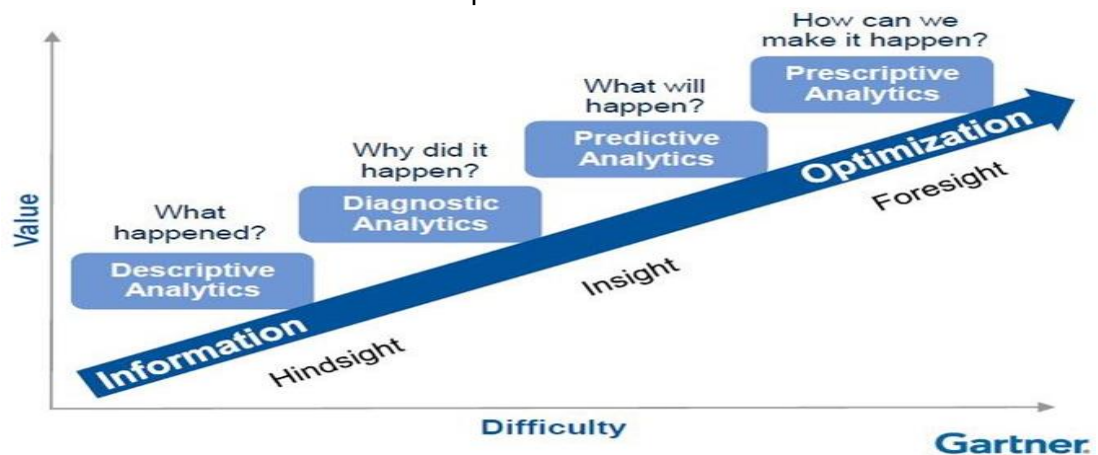 How can we
make it happen?
Prescriptive
Analytics
What will
happen?
Predictive
Analytics
Why did it
happen?
Diagnostic
Analytics
What
happened?
Descriptive
Analytics
Value
Information
Optimization
Hindsight
Insight
Foresight
Difficulty
Gartner.